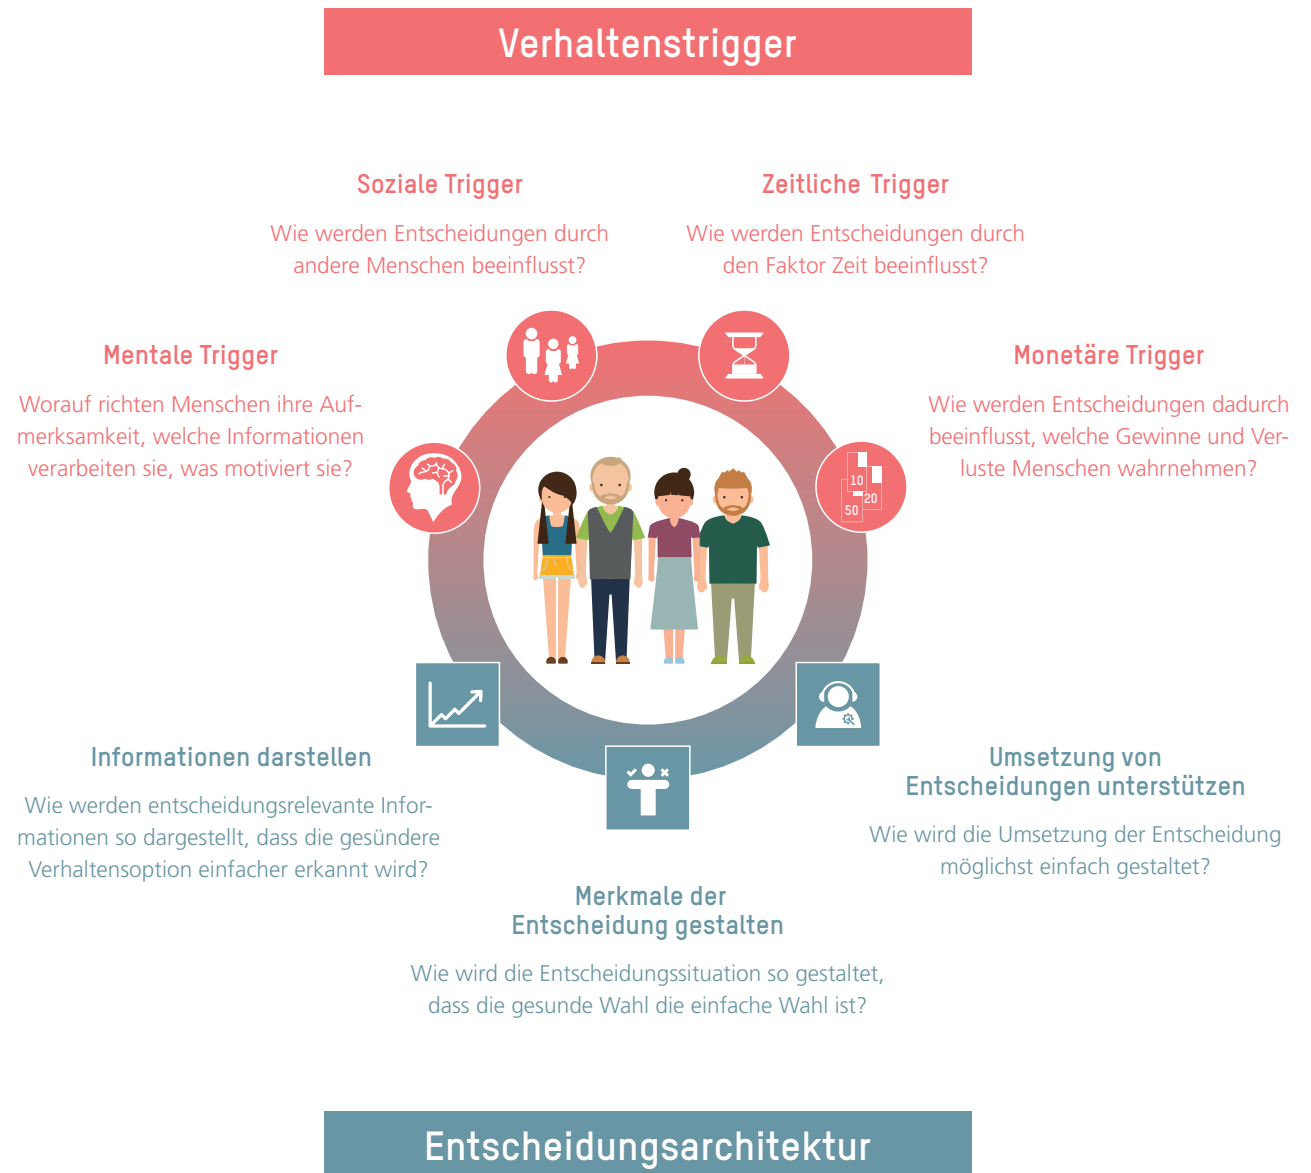 Verhaltenstrigger
Soziale Trigger
Wie werden Entscheidungen durch
andere Menschen beeinflusst?
Zeitliche Trigger
Wie werden Entscheidungen durch
den Faktor Zeit beeinflusst?
Mentale Trigger
Worauf richten Menschen ihre Auf-
merksamkeit, welche Informationen
verarbeiten sie, was motiviert sie?
Monetäre Trigger
Wie werden Entscheidungen dadurch
beeinflusst, welche Gewinne und Ver-
luste Menschen wahrnehmen?
10
20
50
Informationen darstellen
Wie werden entscheidungsrelevante Infor-
mationen so dargestellt, dass die gesündere
Verhaltensoption einfacher erkannt wird?
Umsetzung von
Entscheidungen unterstützen
Wie wird die Umsetzung der Entscheidung
möglichst einfach gestaltet?
Merkmale der
Entscheidung gestalten
Wie wird die Entscheidungssituation so gestaltet,
dass die gesunde Wahl die einfache Wahl ist?
Entscheidungsarchitektur